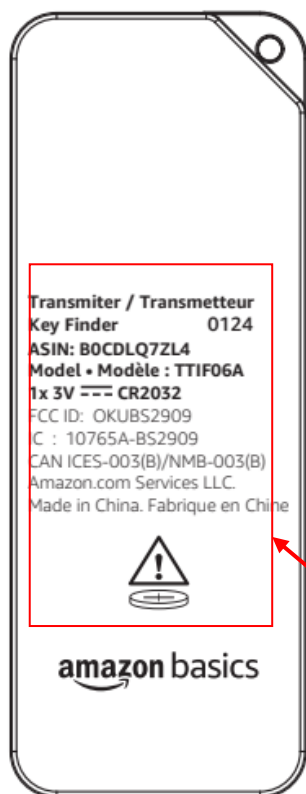 Transmiter / Transmetteur
Key Finder 0124
ASIN: B0CDLQ7ZL4
Model • Modèle : TTIF06A
1x 3V ⎓ CR2032
FCC ID: OKUBS2909
IC : 10765A-BS2909
CAN ICES-003(B)/NMB-003(B)
Amazon.com Services LLC.
Made in China. Fabrique en Chine
amazon basics